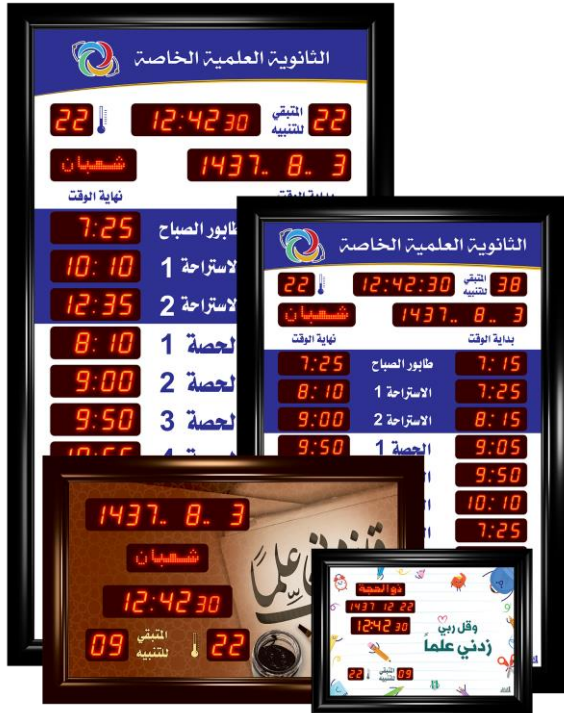 الثانوية العلمية الخاصة
22 المتبقي للتنبيه 12:42 30 22
1437.. 8.. 3 شعبان
نهاية الوقت
طابور الصباح 7:25
الاستراحة 1 10:10
الاستراحة 2 12:35
الحصة 1 8:10
الحصة 2 9:00
الحصة 3 9:50
الثانوية العلمية الخاصة
38 المتبقي للتنبيه 12:42:30 22
1437.. 8.. 3 شعبان
بداية الوقت نهاية الوقت
7:15 طابور الصباح 7:25
7:25 الاستراحة 1 8:10
8:15 الاستراحة 2 9:00
9:05 الحصة 1 9:50
9:50
10:10
7:25
1437.. 8.. 3
شعبان
12:42 30
22 المتبقي للتنبيه 09
علماً
ذو الحجة
1437 12 22
12:42 30
وقل ربي
زدني علماً
09 المتبقي للتنبيه 22